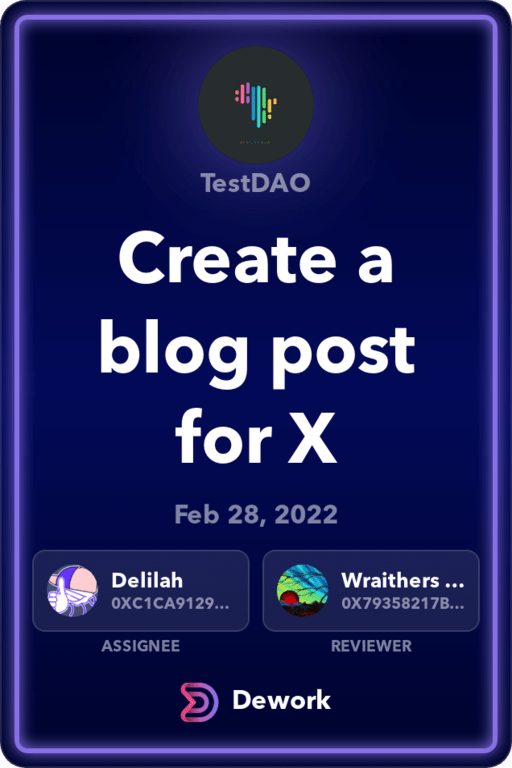 TestDAO
Create a
blog post
for X
Feb 28, 2022
Delilah
0XC1CA9129...
Wraithers ...
0X79358217B...
ASSIGNEE
REVIEWER
Dework